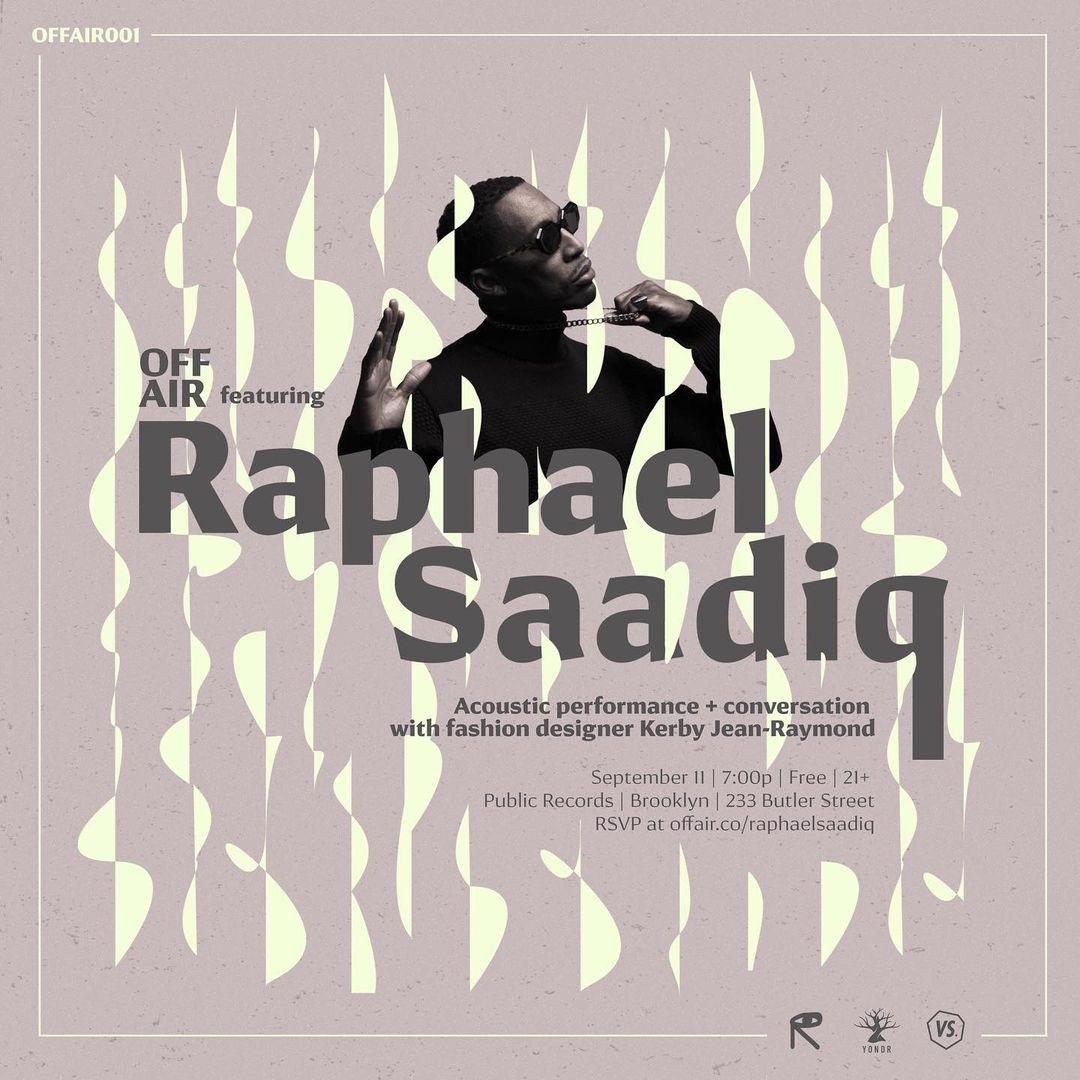 OFFAIR001
OFF
AIR featuring
Raphael
Saadiq
Acoustic performance + conversation
with fashion designer Kerby Jean-Raymond
September 11 | 7:00p | Free | 21+
Public Records | Brooklyn | 233 Butler Street
RSVP at offair.co/raphaelsaadiq
R
YONDR
VS.